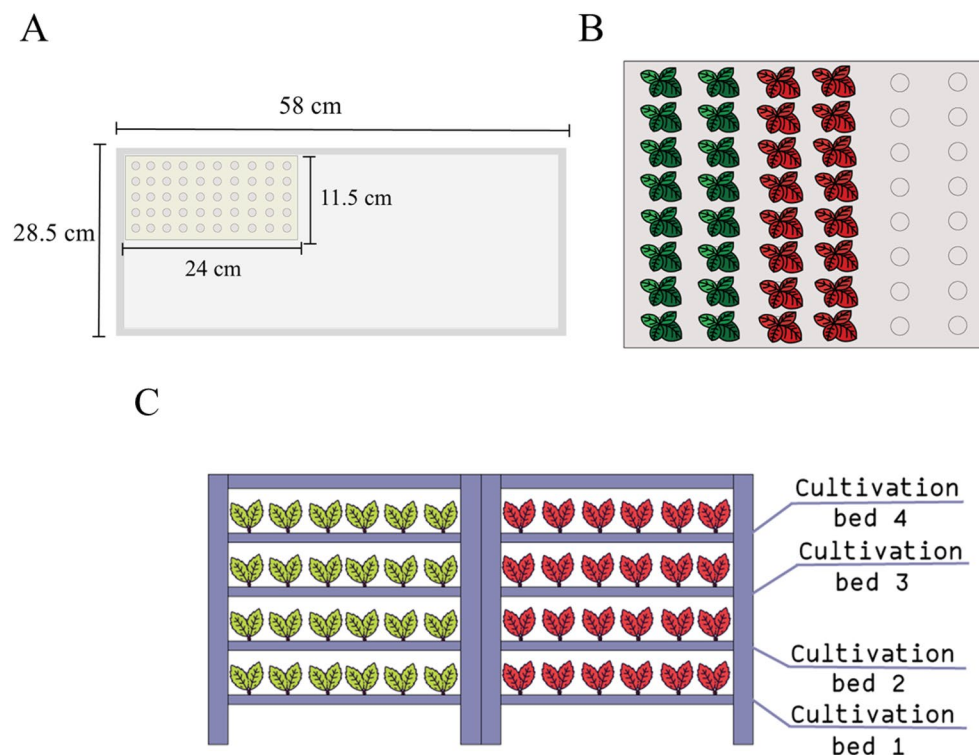 A
B
58 cm
28.5 cm
11.5 cm
24 cm
C
Cultivation
bed 4
Cultivation
bed 3
Cultivation
bed 2
Cultivation
bed 1